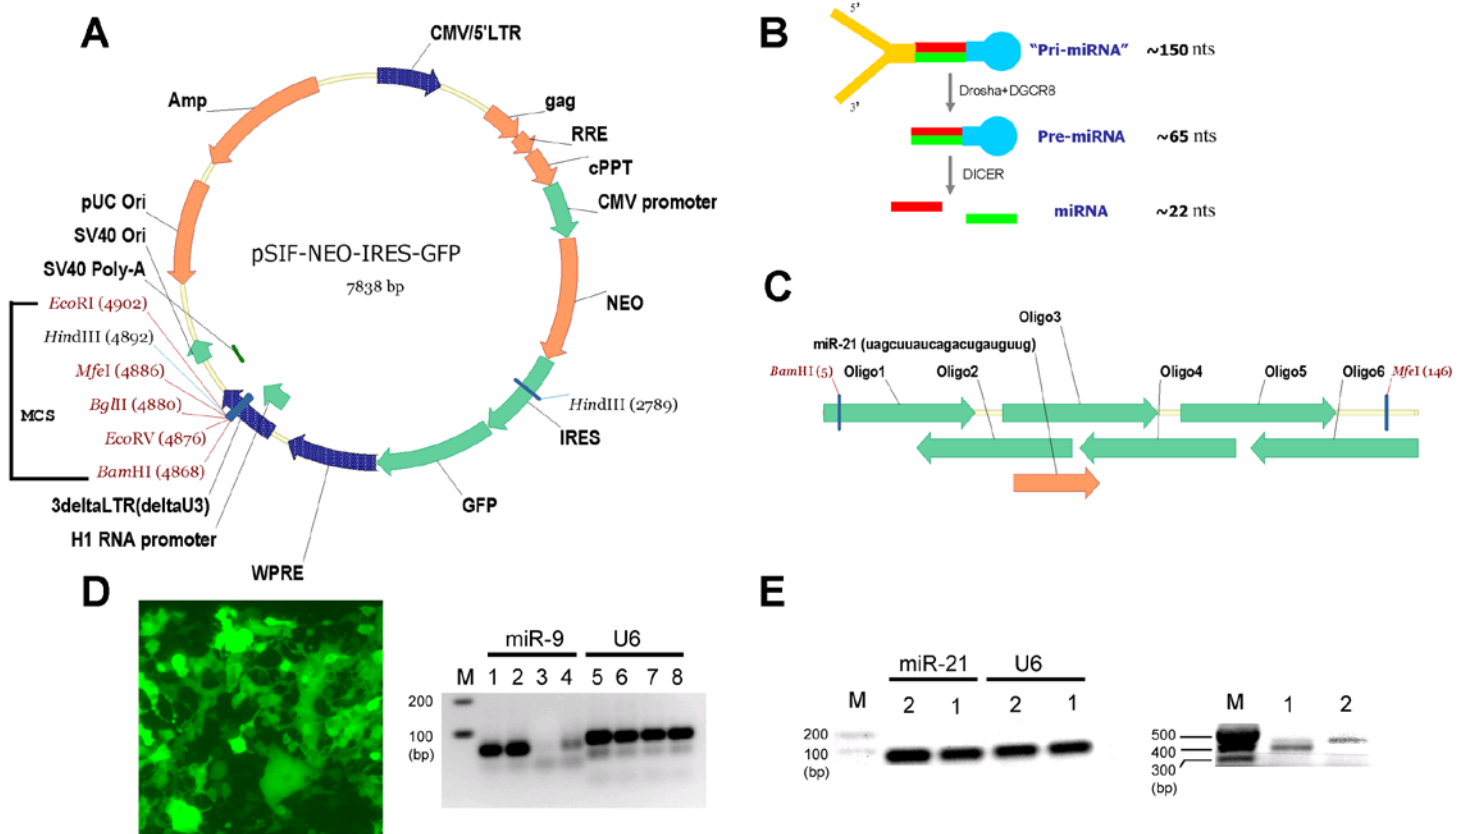 A
CMV/5'LTR
Amp
gag
RRE
cPPT
CMV promoter
pUC Ori
SV40 Ori
SV40 Poly-A
pSIF-NEO-IRES-GFP
7838 bp
NEO
EcoRI (4902)
HindIII (4892)
MfeI (4886)
BglII (4880)
MCS
EcoRV (4876)
BamHI (4868)
HindIII (2789)
IRES
3deltaLTR(deltaU3)
GFP
H1 RNA promoter
WPRE
B
5'
3'
"Pri-miRNA" ~150 nts
Drosha+DGCR8
Pre-miRNA ~65 nts
DICER
miRNA ~22 nts
C
Oligo3
miR-21 (uagcuuaucagacugauguug)
BamHI (5) Oligo1 Oligo2 Oligo4 Oligo5 Oligo6 MfeI (146)
D
miR-9 U6
M 1 2 3 4 5 6 7 8
200
100
(bp)
E
miR-21 U6
M 2 1 2 1
200
100
(bp)
M 1 2
500
400
300
(bp)